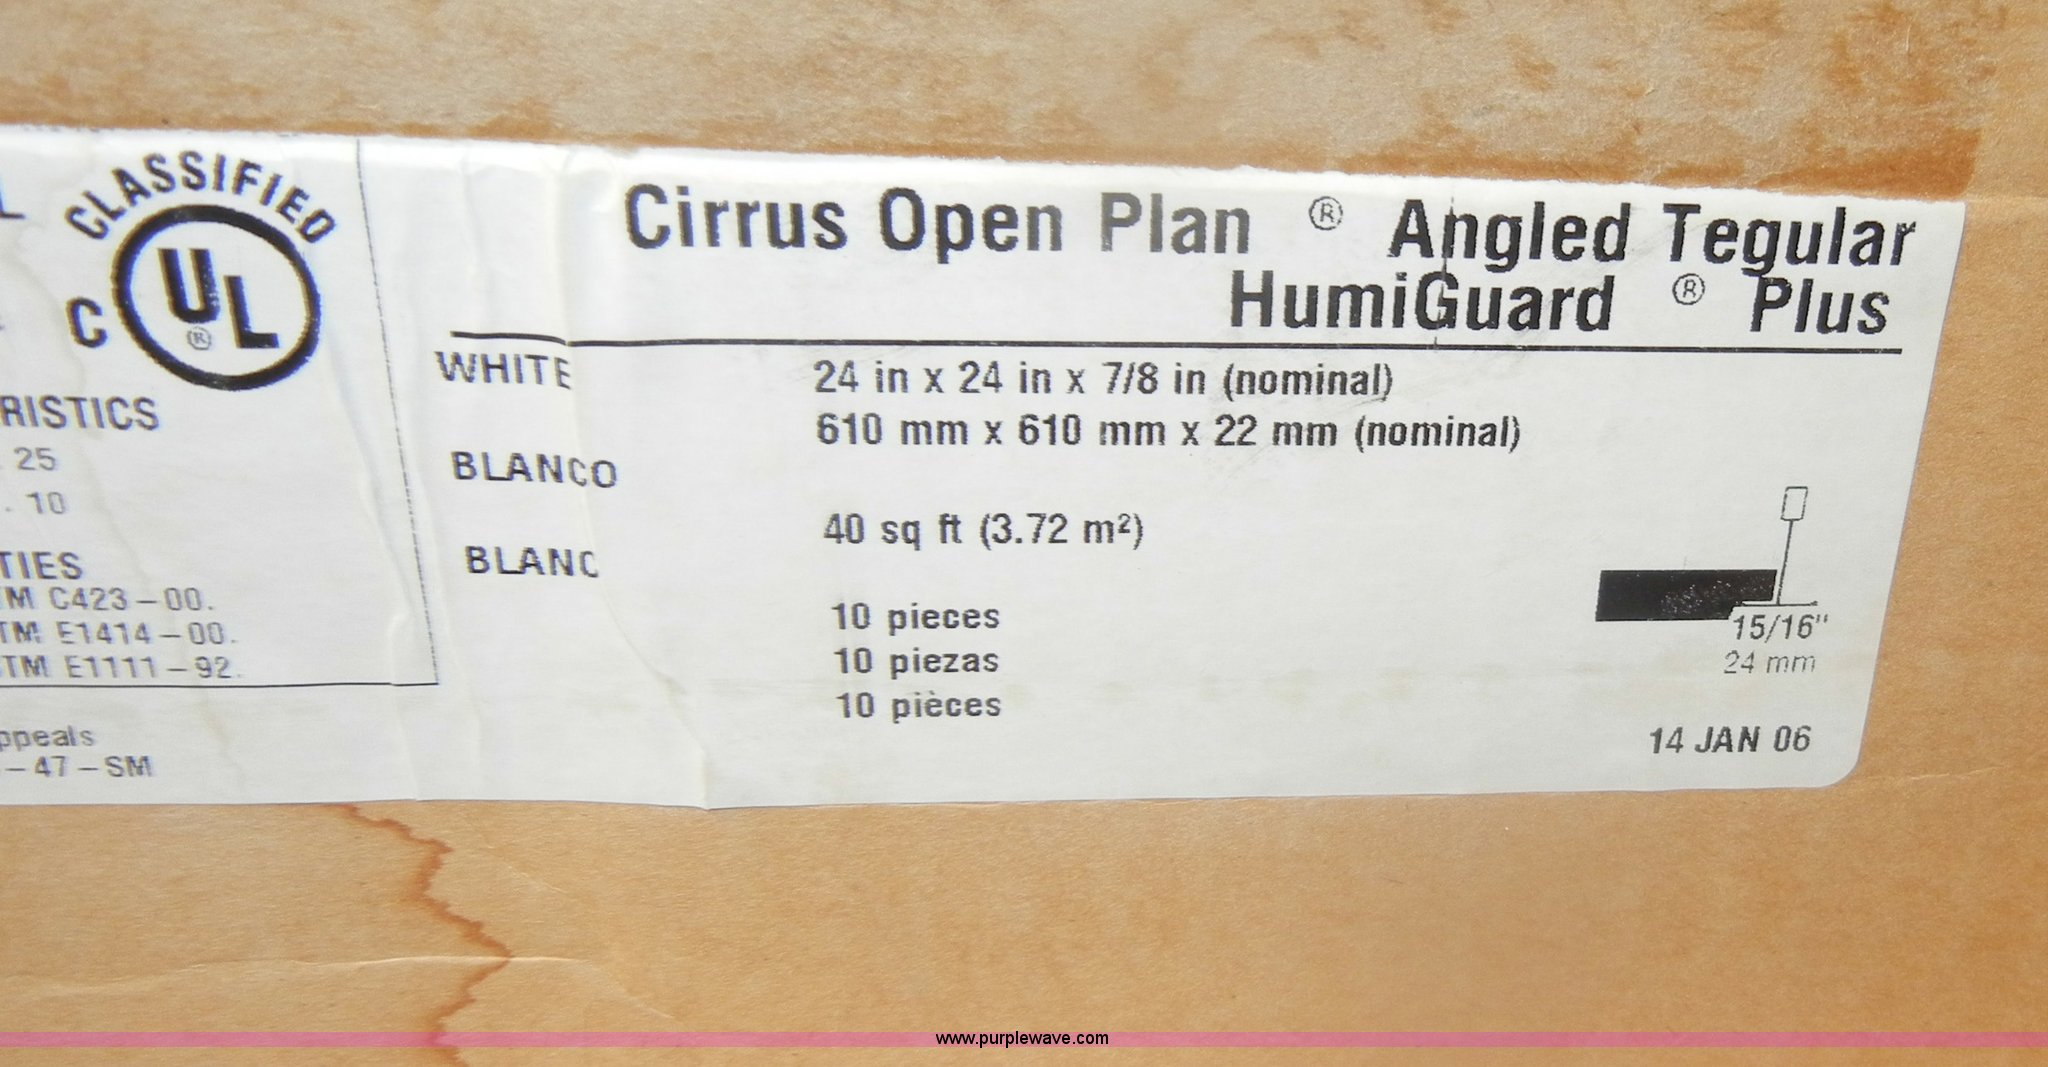 CLASSIFIED
C UL ®
RISTICS
. 25
. 10
TIES
TM C423-00.
TM E1414-00.
STM E1111-92.
ppeals
-47-SM
Cirrus Open Plan ® Angled Tegular
HumiGuard ® Plus
WHITE
BLANCO
BLANC
24 in x 24 in x 7/8 in (nominal)
610 mm x 610 mm x 22 mm (nominal)
40 sq ft (3.72 m²)
10 pieces
10 piezas
10 pièces
15/16"
24 mm
14 JAN 06
www.purplewave.com